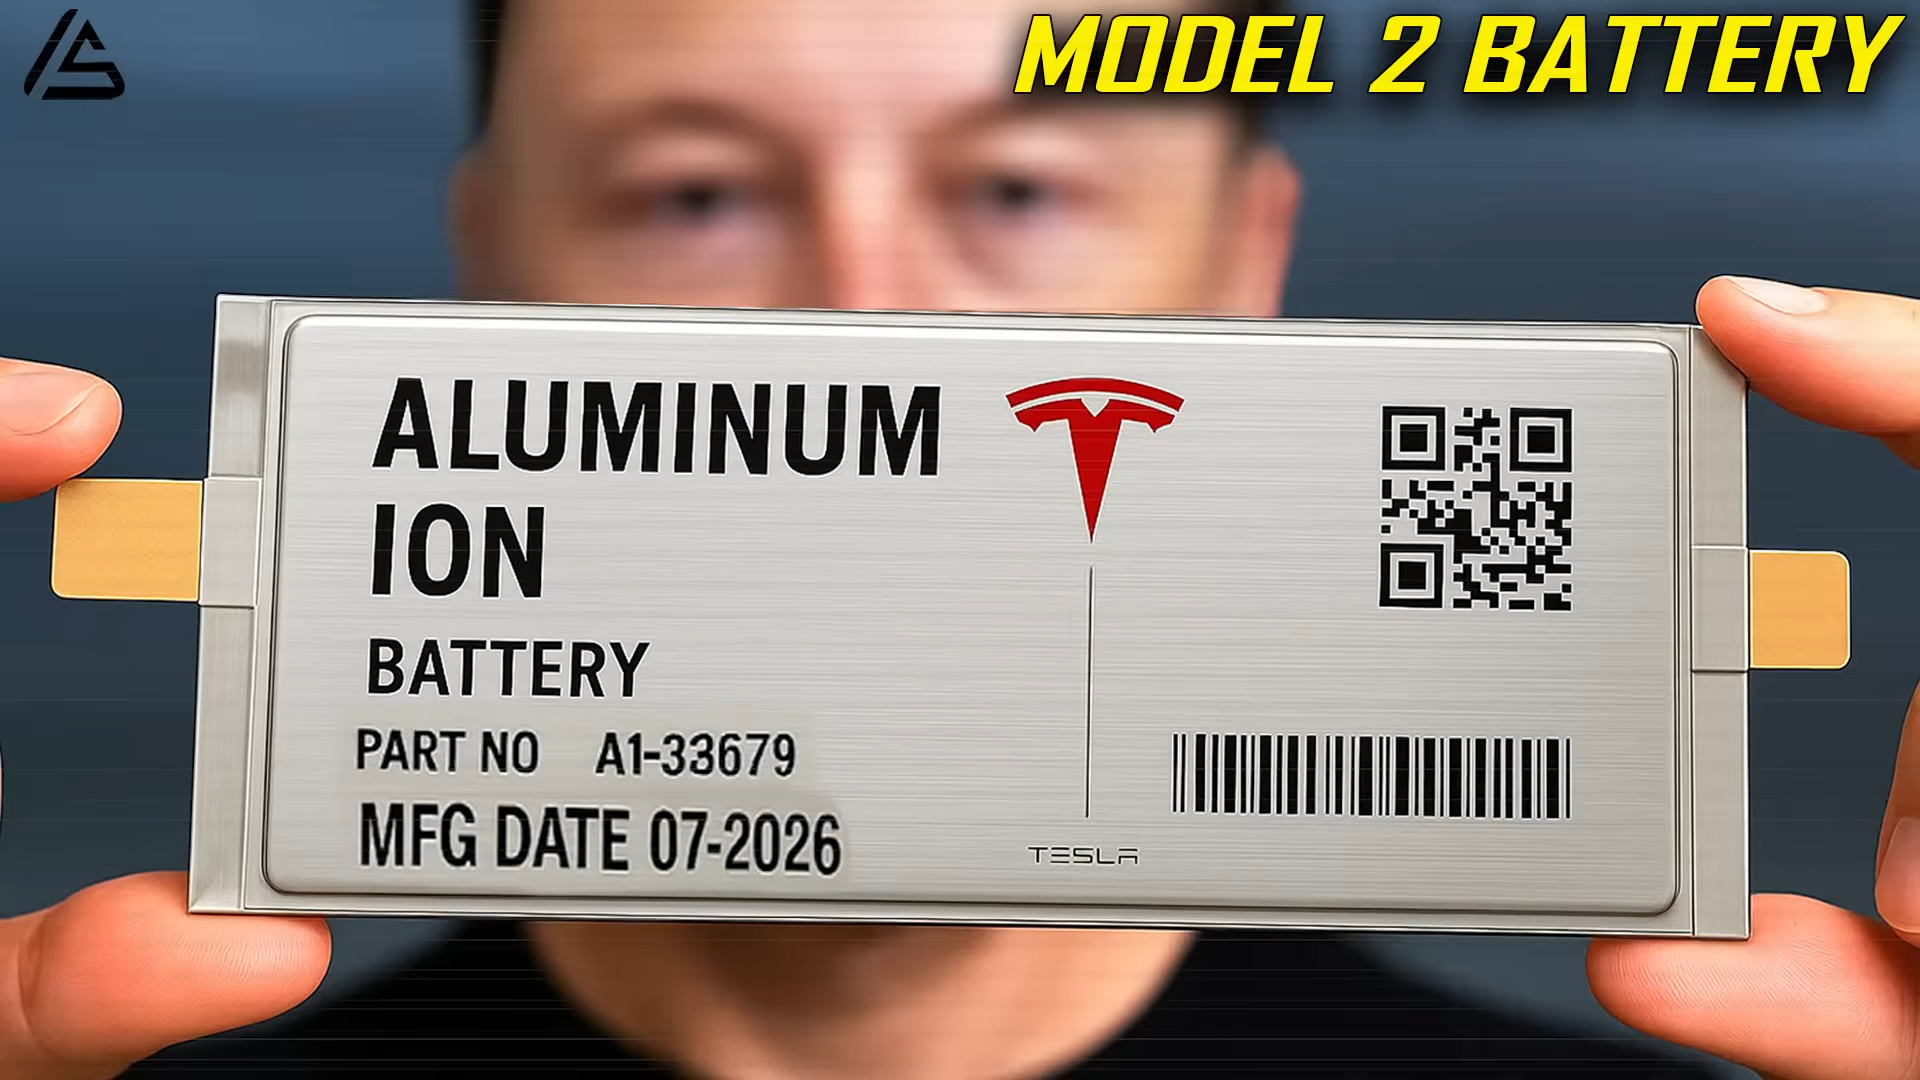 MODEL 2 BATTERY
ALUMINUM
ION
BATTERY
PART NO A1-33679
MFG DATE 07-2026
TESLA